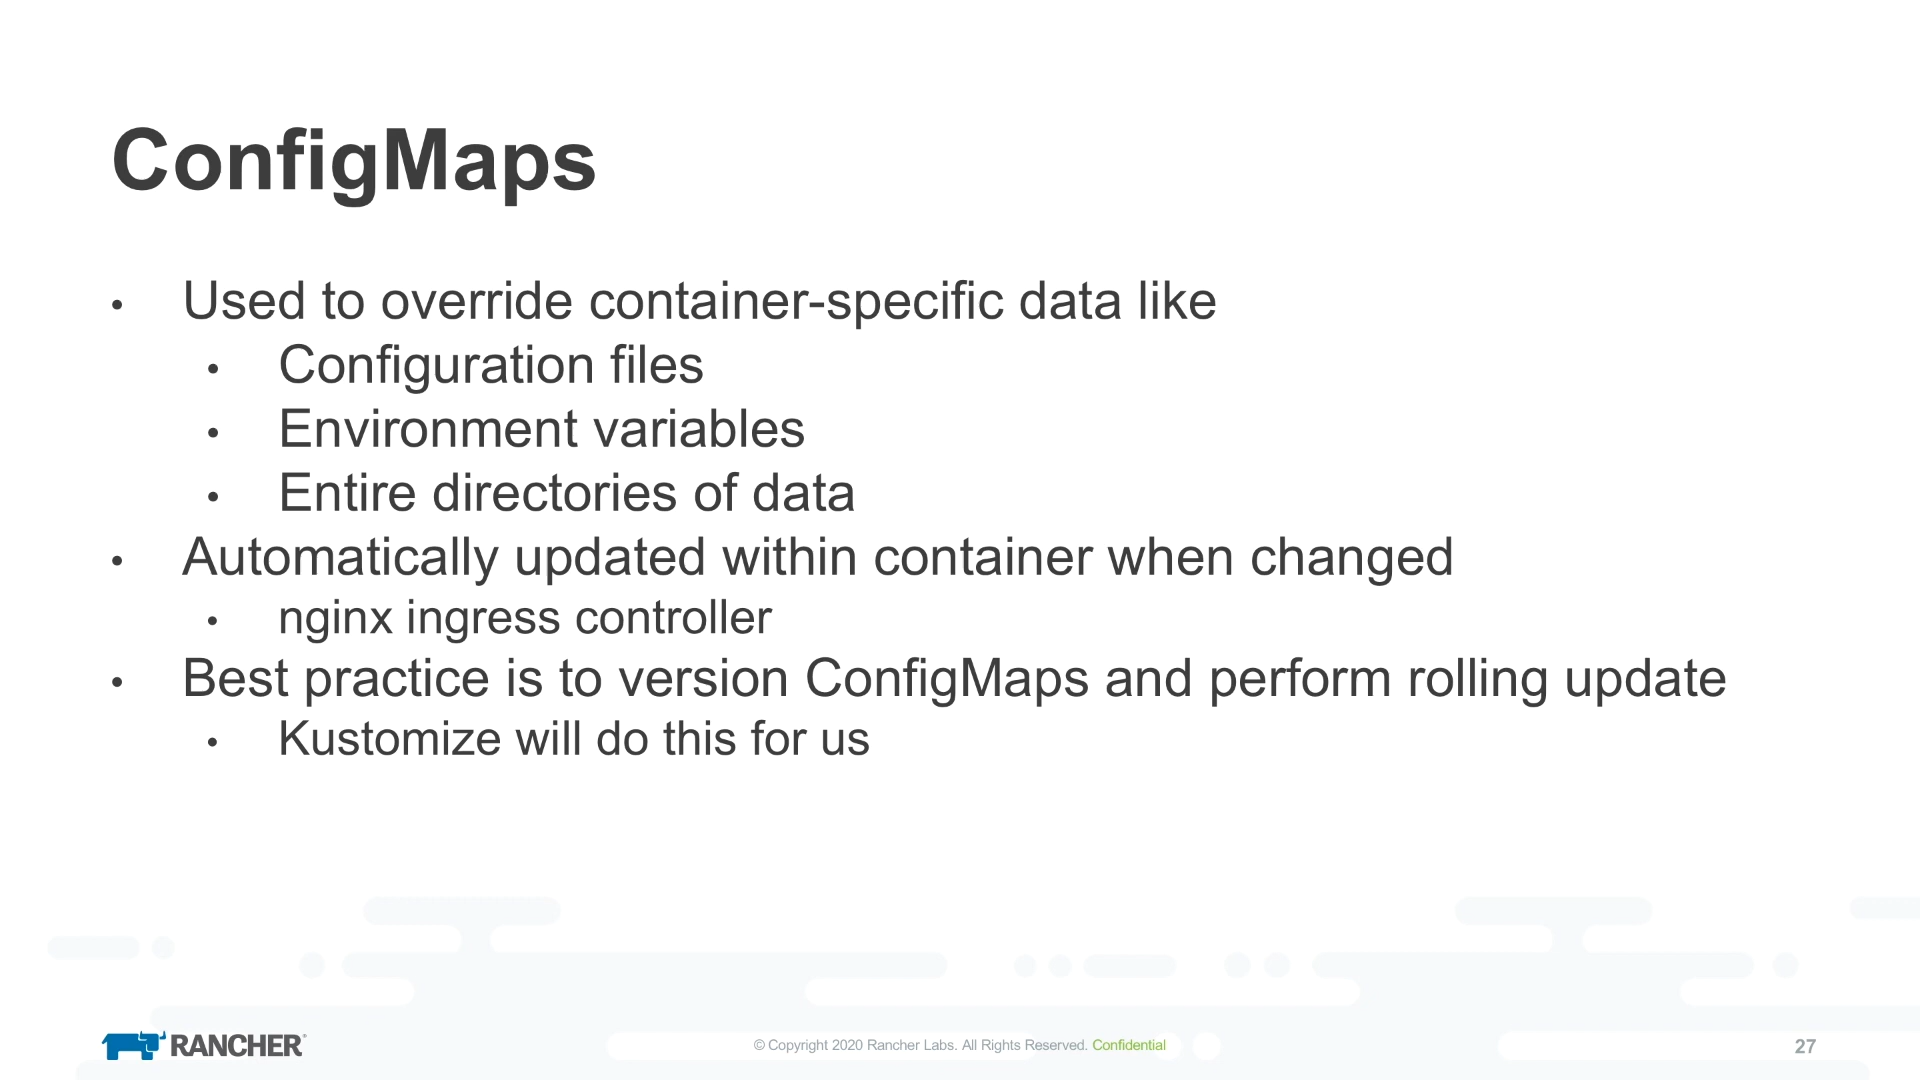 ConfigMaps
• Used to override container-specific data like
• Configuration files
• Environment variables
• Entire directories of data
• Automatically updated within container when changed
• nginx ingress controller
• Best practice is to version ConfigMaps and perform rolling update
• Kustomize will do this for us
RANCHER
© Copyright 2020 Rancher Labs. All Rights Reserved. Confidential
27